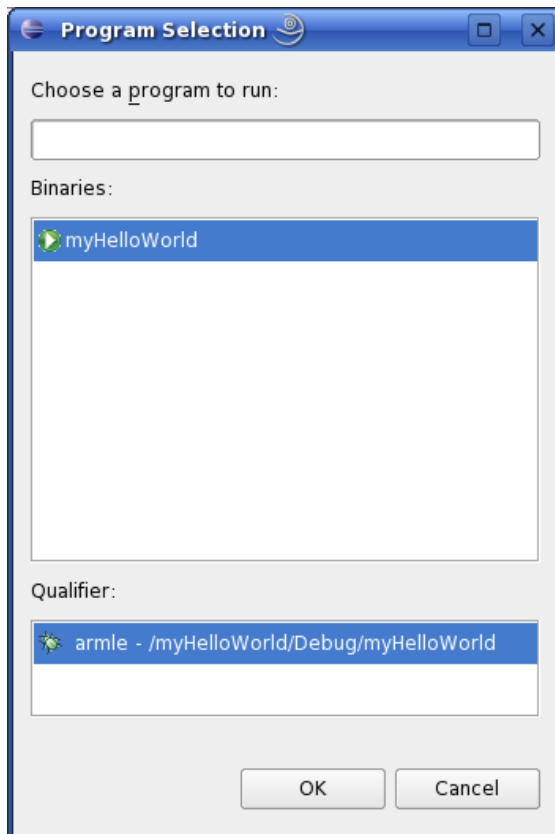 Program Selection
Choose a program to run:
Binaries:
myHelloWorld
Qualifier:
armle - /myHelloWorld/Debug/myHelloWorld
OK
Cancel